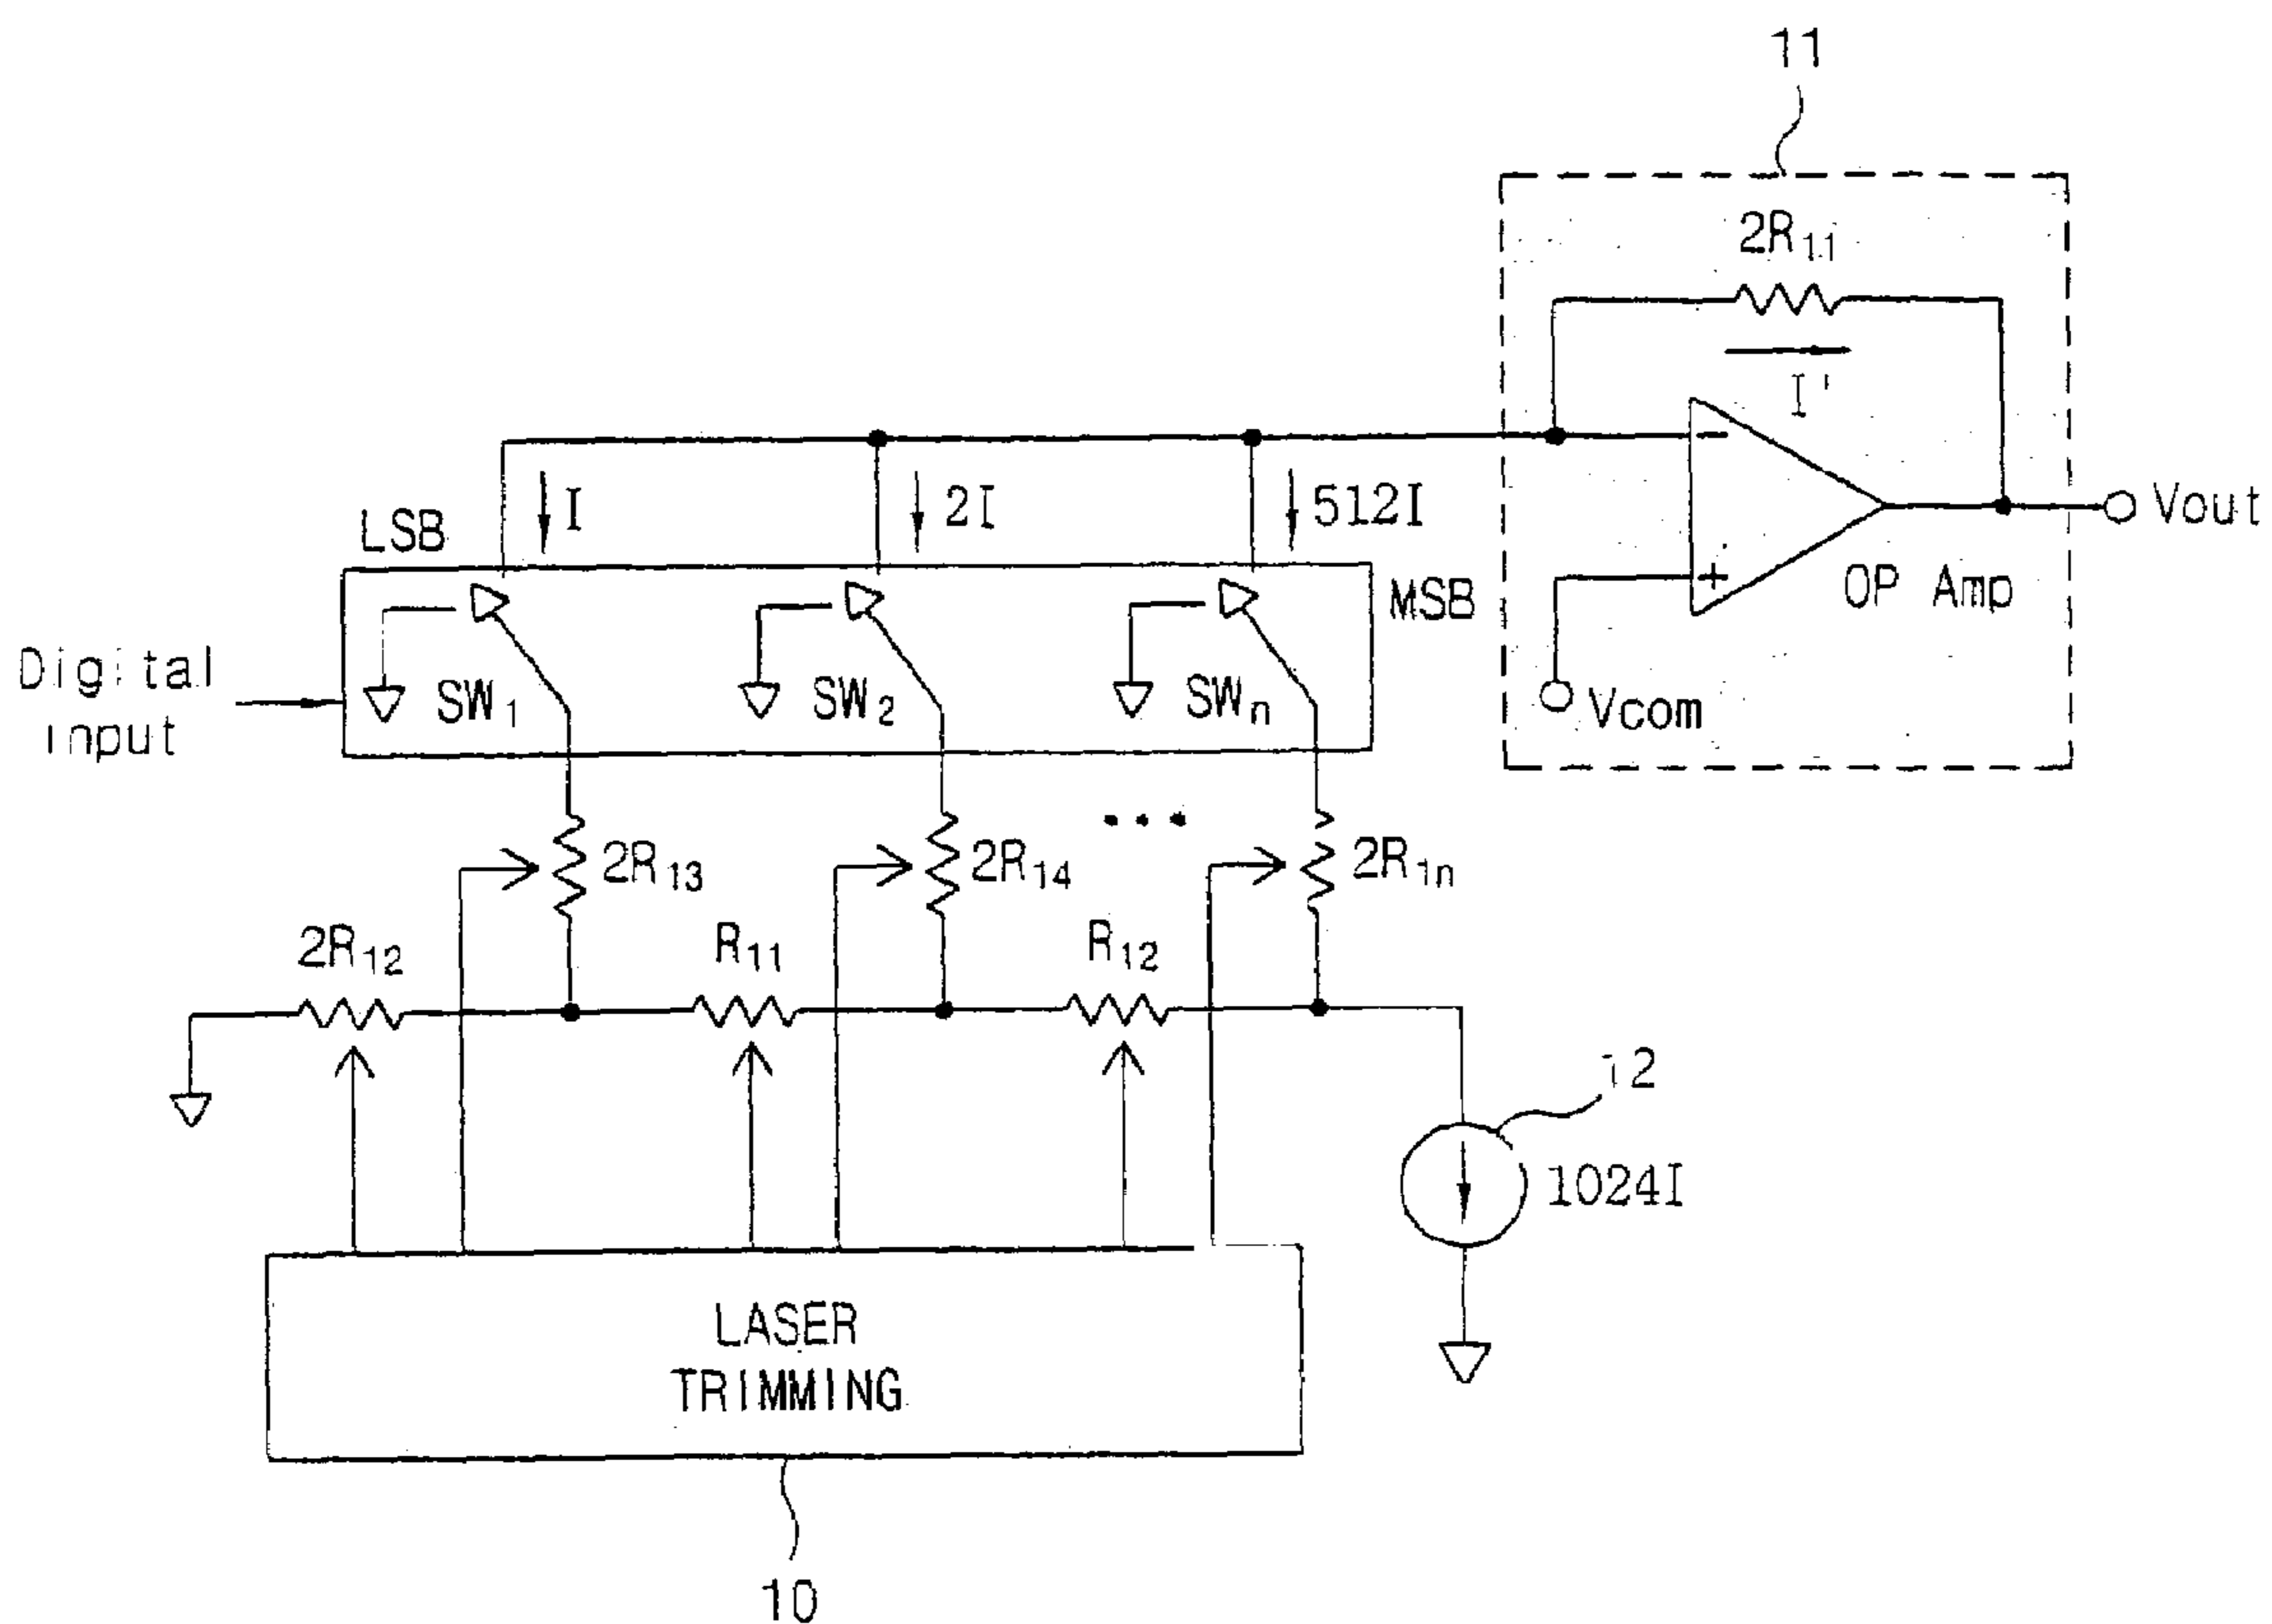 11
2R11
I'
I
2I
512I
LSB
MSB
Vout
OP Amp
Vcom
Digital
input
SW1
SW2
SWn
2R13
2R14
2R1n
2R12
R11
R12
12
1024I
LASER
TRIMMING
10